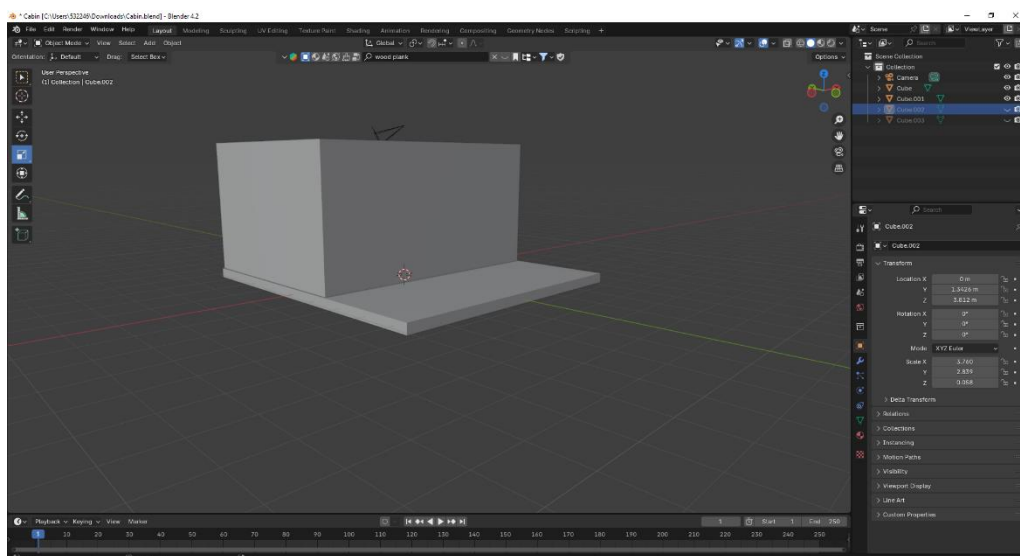 * Cabin [C:\Users\332246\Downloads\Cabin.blend] - Blender 4.2
File Edit Render Window Help Layout Modeling Sculpting UV Editing Texture Paint Shading Animation Rendering Compositing Geometry Nodes Scripting + Scene ViewLayer
Object Mode View Select Add Object Global Search
Orientation: Default Drag: Select Box wood plank Options
User Perspective
(1) Collection | Cube.002
Scene Collection
Collection
Camera
Cube
Cube.001
Cube.002
Cube.003
Search
Cube.002
Cube.002
Transform
Location X 0 m
Y 1.3426 m
Z 3.812 m
Rotation X 0°
Y 0°
Z 0°
Mode XYZ Euler
Scale X 3.760
Y 2.839
Z 0.058
Delta Transform
Relations
Collections
Instancing
Motion Paths
Visibility
Viewport Display
Line Art
Custom Properties
Playback Keying View Marker 1 Start 1 End 250
1 10 20 30 40 50 60 70 80 90 100 110 120 130 140 150 160 170 180 190 200 210 220 230 240 250